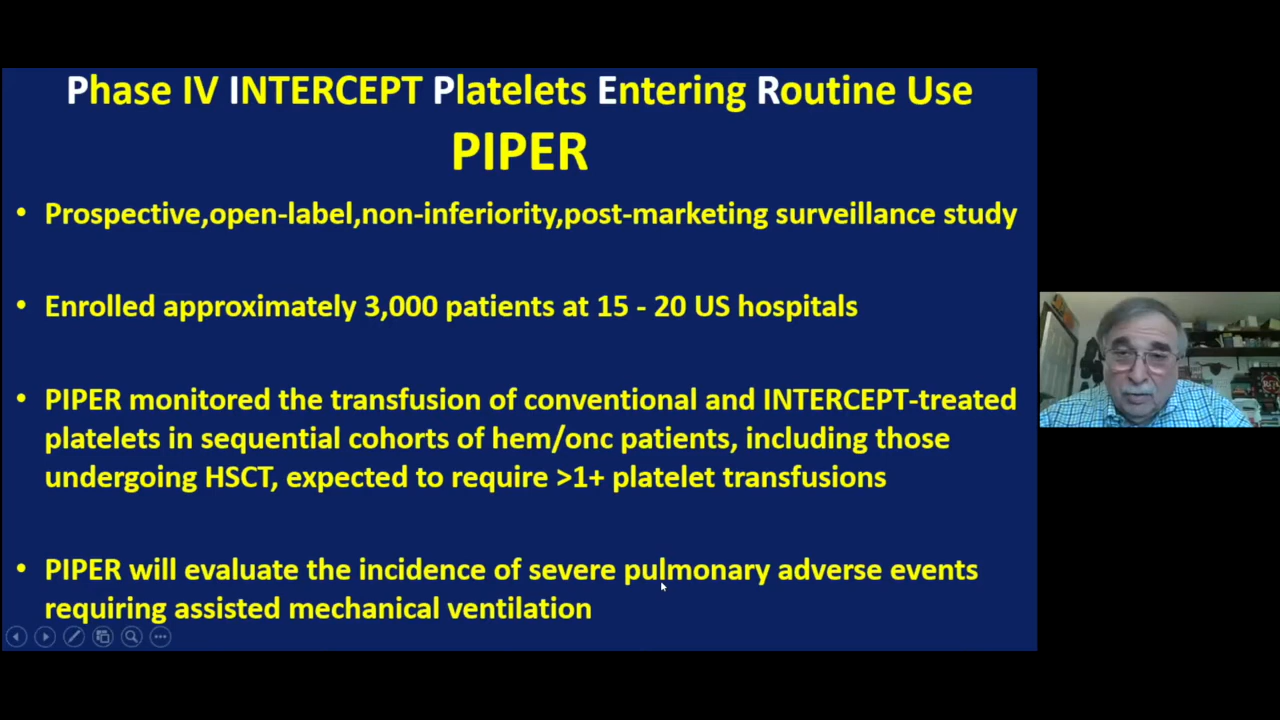 Phase IV INTERCEPT Platelets Entering Routine Use
PIPER
• Prospective,open-label,non-inferiority,post-marketing surveillance study
• Enrolled approximately 3,000 patients at 15 - 20 US hospitals
• PIPER monitored the transfusion of conventional and INTERCEPT-treated
platelets in sequential cohorts of hem/onc patients, including those
undergoing HSCT, expected to require >1+ platelet transfusions
• PIPER will evaluate the incidence of severe pulmonary adverse events
requiring assisted mechanical ventilation